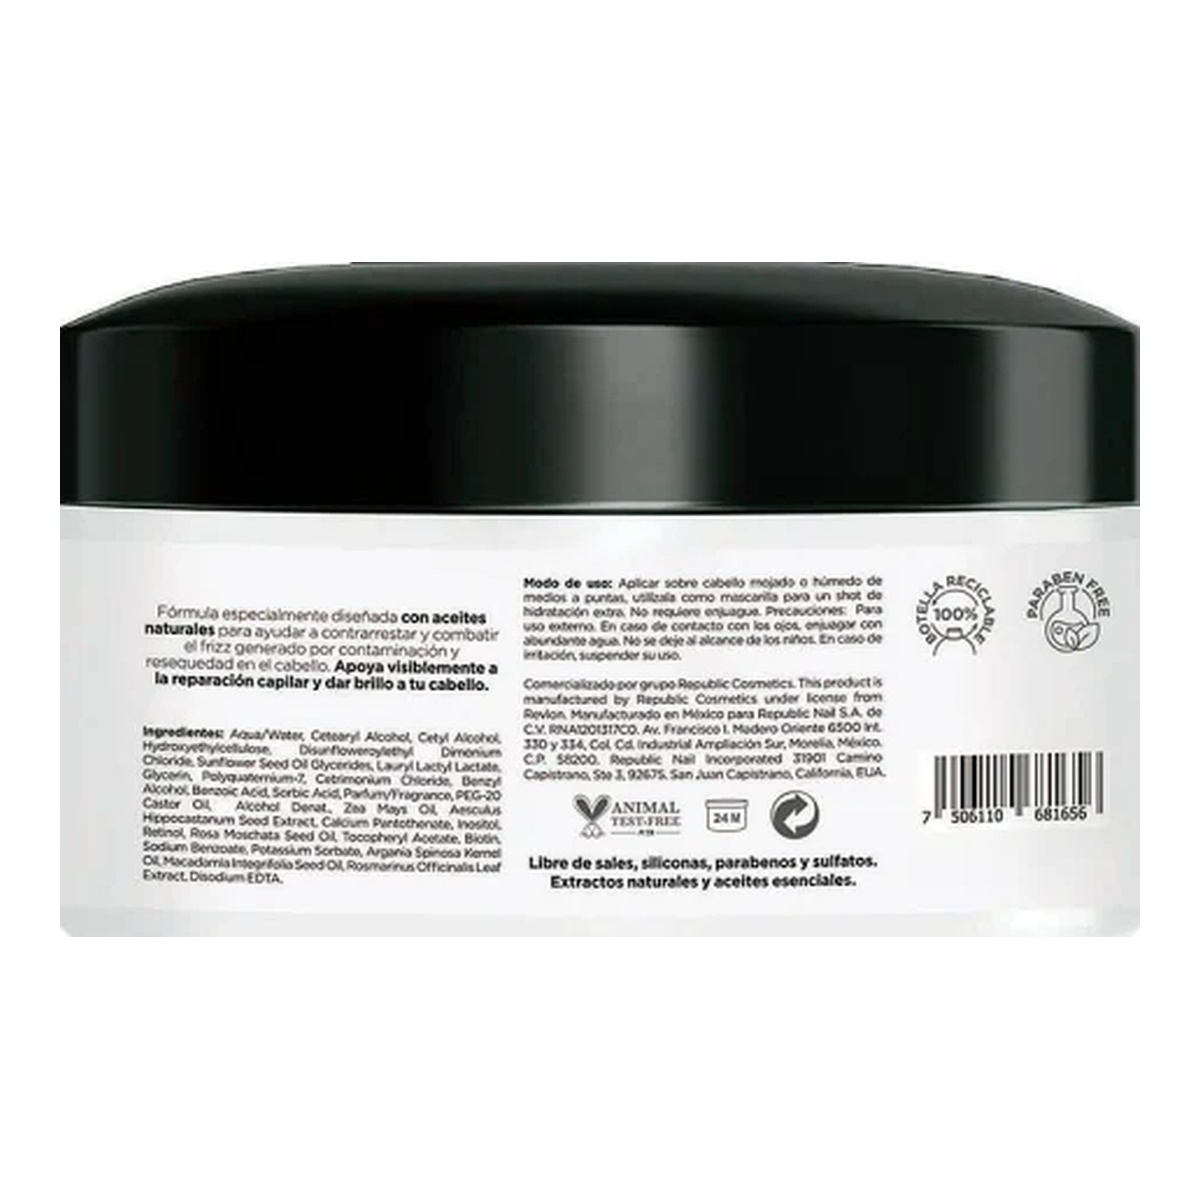 Fórmula especialmente diseñada con aceites
naturales para ayudar a contrarrestar y combatir
el frizz generado por contaminación y
resequedad en el cabello. Apoya visiblemente a
la reparación capilar y dar brillo a tu cabello.
Ingredientes: Aqua/Water, Cetearyl Alcohol, Cetyl Alcohol,
Hydroxyethylcellulose, Disunfloweroylethyl Dimonium
Chloride, Sunflower Seed Oil Glycerides, Lauryl Lactyl Lactate,
Glycerin, Polyquaternium-7, Cetrimonium Chloride, Benzyl
Alcohol, Benzoic Acid, Sorbic Acid, Parfum/Fragrance, PEG-20
Castor Oil, Alcohol Denat., Zea Mays Oil, Aesculus
Hippocastanum Seed Extract, Calcium Pantothenate, Inositol,
Retinol, Rosa Moschata Seed Oil, Tocopheryl Acetate, Biotin,
Sodium Benzoate, Potassium Sorbate, Argania Spinosa Kernel
Oil, Macadamia Integrifolia Seed Oil, Rosmarinus Officinalis Leaf
Extract, Disodium EDTA.
Modo de uso: Aplicar sobre cabello mojado o húmedo de
medios a puntas, utilízala como mascarilla para un shot de
hidratación extra. No requiere enjuague. Precauciones: Para
uso externo. En caso de contacto con los ojos, enjuagar con
abundante agua. No se deje al alcance de los niños. En caso de
irritación, suspender su uso.
Comercializado por grupo Republic Cosmetics. This product is
manufactured by Republic Cosmetics under license from
Revlon. Manufacturado en México para Republic Nail S.A. de
C.V. RNA1201317C0. Av. Francisco I. Madero Oriente 6500 Int.
330 y 334, Col. Cd. Industrial Ampliación Sur, Morelia, México.
C.P. 58200. Republic Nail Incorporated 31901 Camino
Capistrano, Ste 3, 92675. San Juan Capistrano, California, EUA.
ANIMAL
TEST-FREE
24 M
Libre de sales, siliconas, parabenos y sulfatos.
Extractos naturales y aceites esenciales.
BOTELLA RECICLABLE
100%
PARABEN FREE
7 506110 681656